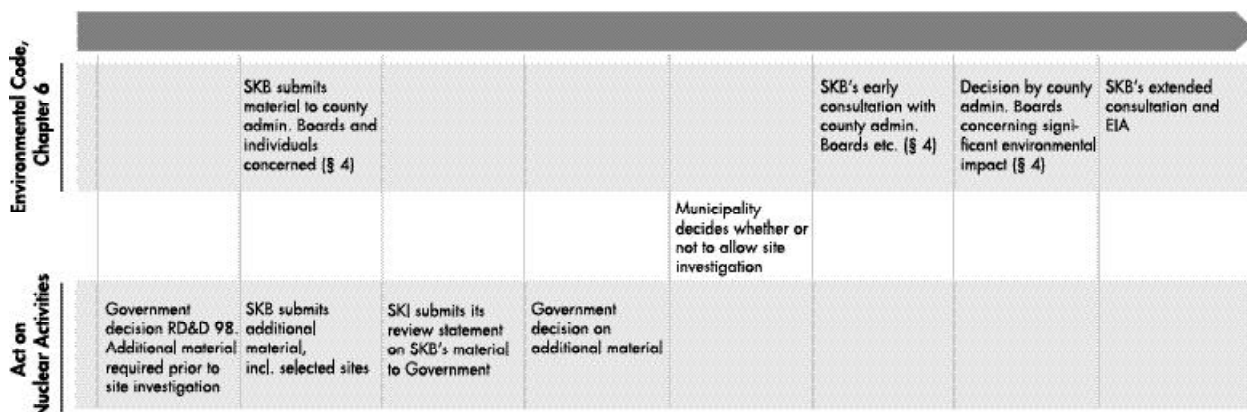 Environmental Code,
Chapter 6
SKB submits
material to county
admin. Boards and
individuals
concerned (§ 4)
SKB's early
consultation with
county admin.
Boards etc. (§ 4)
Decision by county
admin. Boards
concerning signi-
ficant environmental
impact (§ 4)
SKB's extended
consultation and
EIA
Municipality
decides whether or
not to allow site
investigation
Act on
Nuclear Activities
Government
decision RD&D 98.
Additional material
required prior to
site investigation
SKB submits
additional
material,
incl. selected sites
SKI submits its
review statement
on SKB's material
to Government
Government
decision on
additional material